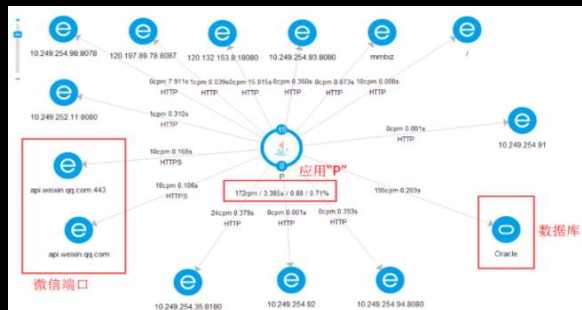 10.249.254.98:8078
120.197.89.78:8087
120.132.153.8:18080
10.249.254.93:8080
mmbiz
/
0cpm 7.911s
HTTP
1cpm 0.039s
HTTP
0cpm 15.015s
HTTP
0cpm 0.360s
HTTP
0cpm 0.073s
HTTP
10cpm 0.000s
HTTP
10.249.252.11:8080
1cpm 0.310s
HTTP
0cpm 0.001s
HTTP
10.249.254.91
api.weixin.qq.com:443
18cpm 0.168s
HTTPS
0
P
应用"P"
172cpm / 3.385s / 0.88 / 0.71%
api.weixin.qq.com
18cpm 0.106s
HTTPS
微信端口
195cpm 0.209s
Oracle
数据库
24cpm 0.379s
HTTP
0cpm 0.001s
HTTP
0cpm 0.393s
HTTP
10.249.254.35:8180
10.249.254.92
10.249.254.94:8080